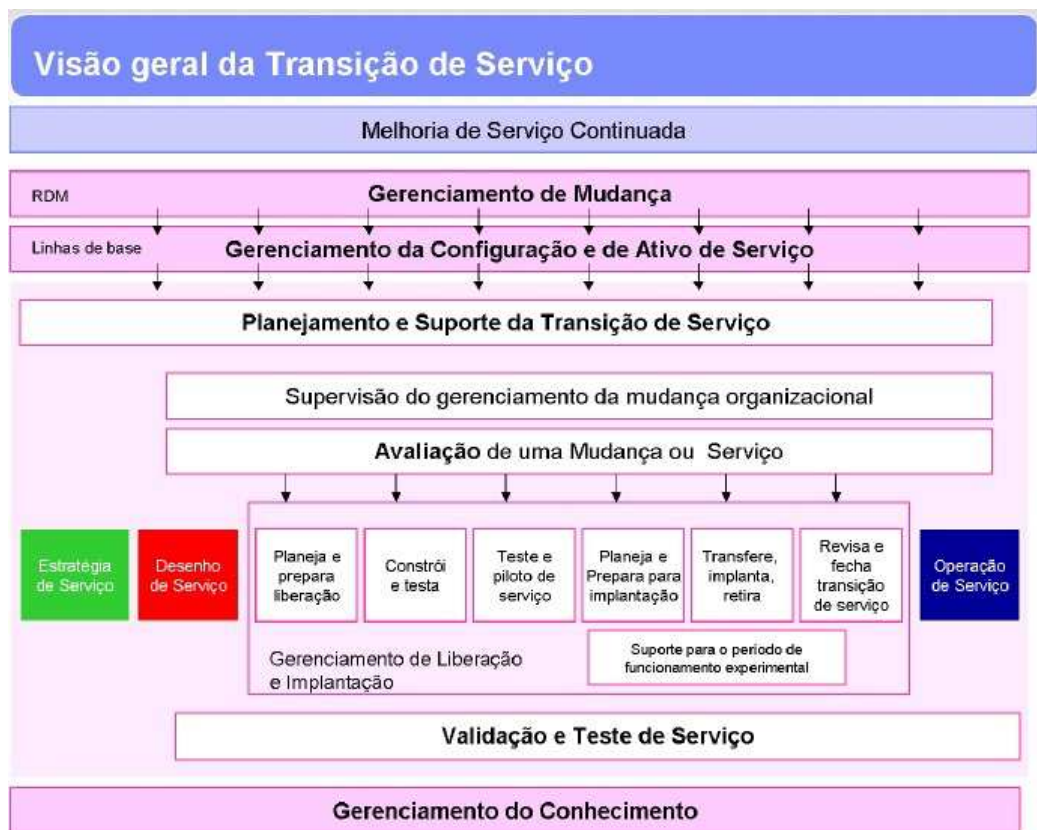 Visão geral da Transição de Serviço
Melhoria de Serviço Continuada
RDM
Gerenciamento de Mudança
Linhas de base
Gerenciamento da Configuração e de Ativo de Serviço
Planejamento e Suporte da Transição de Serviço
Supervisão do gerenciamento da mudança organizacional
Avaliação de uma Mudança ou Serviço
Estratégia
de Serviço
Desenho
de Serviço
Planeja e
prepara
liberação
Constrói
e testa
Teste e
piloto de
serviço
Planeja e
Prepara para
implantação
Transfere,
implanta,
retira
Revisa e
fecha
transição
de serviço
Operação
de Serviço
Gerenciamento de Liberação
e Implantação
Suporte para o periodo de
funcionamento experimental
Validação e Teste de Serviço
Gerenciamento do Conhecimento